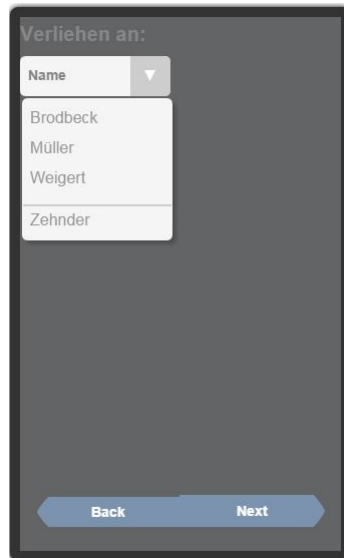 Verliehen an:
Name
Brodbeck
Müller
Weigert
Zehnder
Back
Next